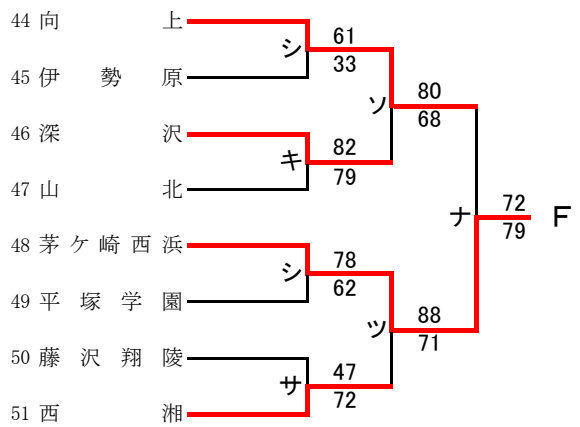 44 向上
シ 61
33
45 伊勢原
ソ 80
68
46 深沢
キ 82
79
47 山北
ナ 72
79
F
48 茅ケ崎西浜
シ 78
62
49 平塚学園
ツ 88
71
50 藤沢翔陵
サ 47
72
51 西湘